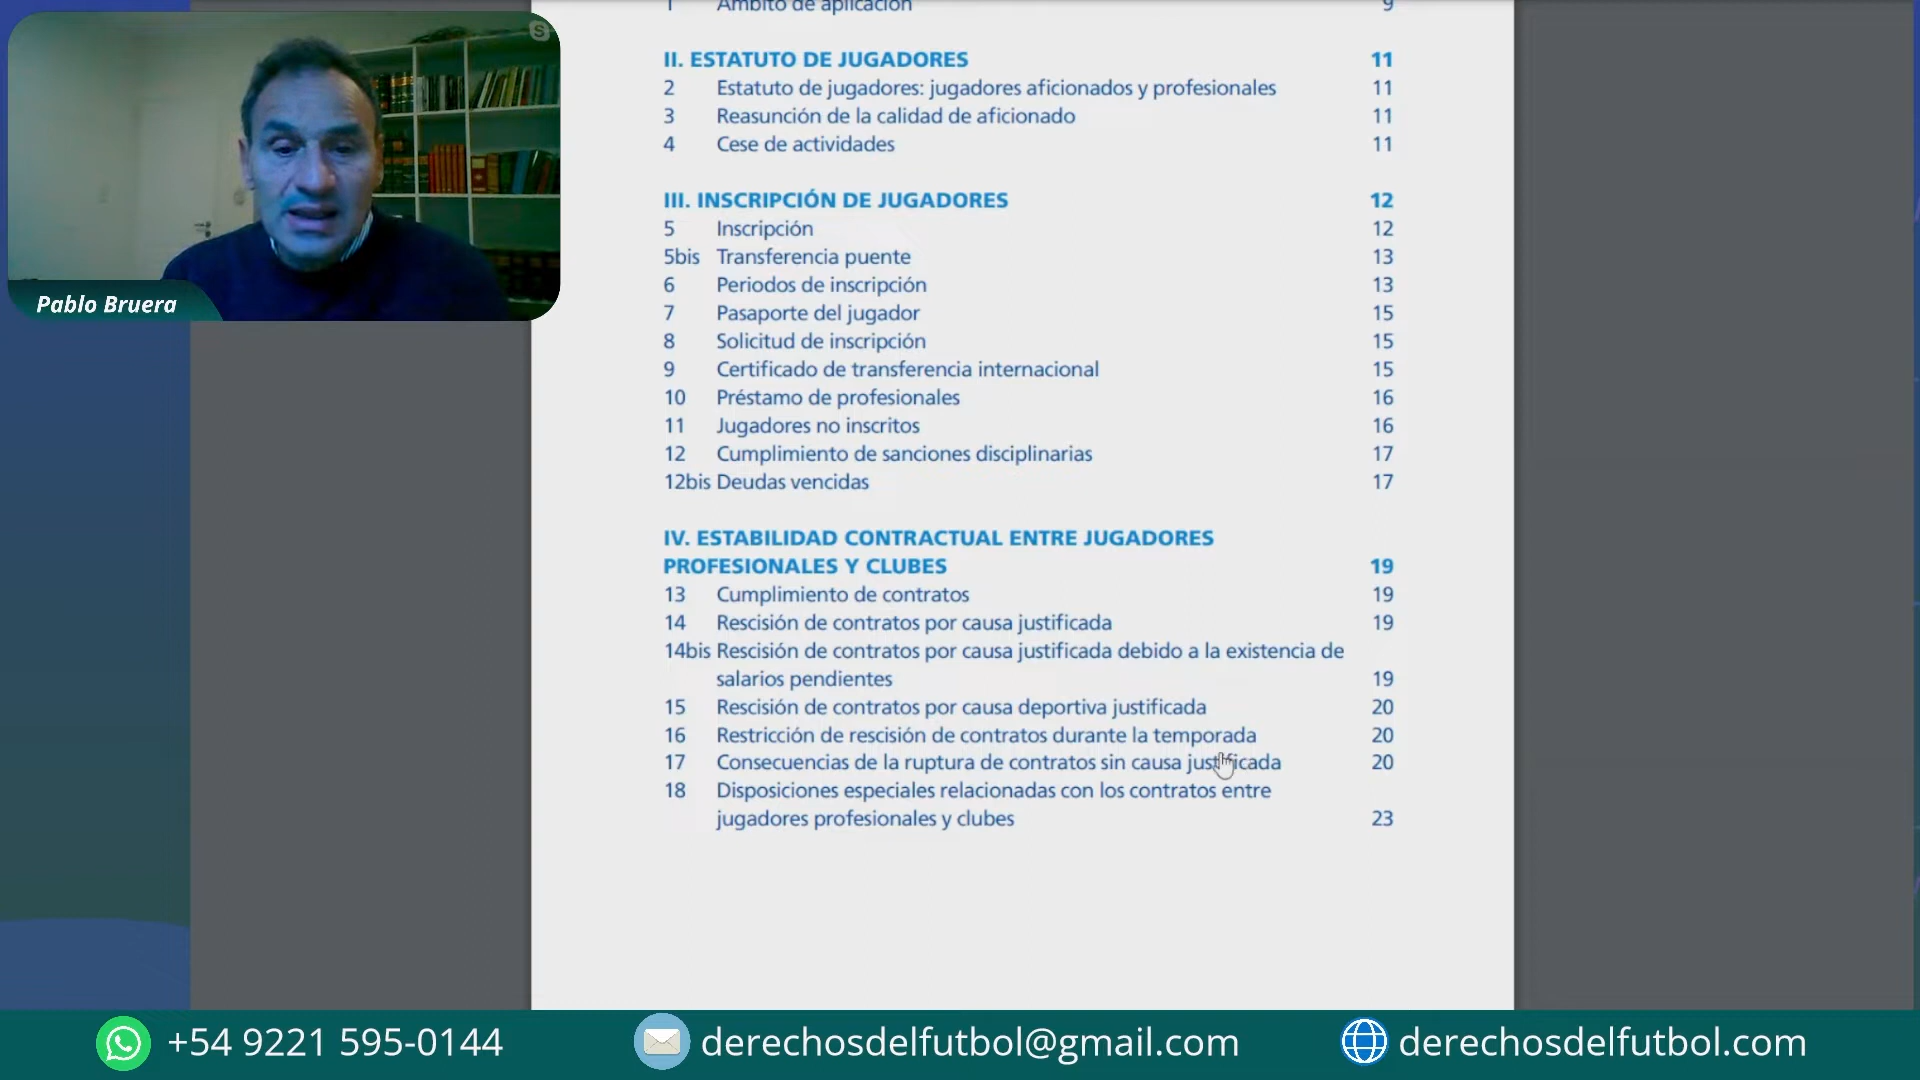 1 Ámbito de aplicación 9
II. ESTATUTO DE JUGADORES 11
2 Estatuto de jugadores: jugadores aficionados y profesionales 11
3 Reasunción de la calidad de aficionado 11
4 Cese de actividades 11
III. INSCRIPCIÓN DE JUGADORES 12
5 Inscripción 12
5bis Transferencia puente 13
6 Periodos de inscripción 13
7 Pasaporte del jugador 15
8 Solicitud de inscripción 15
9 Certificado de transferencia internacional 15
10 Préstamo de profesionales 16
11 Jugadores no inscritos 16
12 Cumplimiento de sanciones disciplinarias 17
12bis Deudas vencidas 17
IV. ESTABILIDAD CONTRACTUAL ENTRE JUGADORES
PROFESIONALES Y CLUBES 19
13 Cumplimiento de contratos 19
14 Rescisión de contratos por causa justificada 19
14bis Rescisión de contratos por causa justificada debido a la existencia de
salarios pendientes 19
15 Rescisión de contratos por causa deportiva justificada 20
16 Restricción de rescisión de contratos durante la temporada 20
17 Consecuencias de la ruptura de contratos sin causa justificada 20
18 Disposiciones especiales relacionadas con los contratos entre
jugadores profesionales y clubes 23
Pablo Bruera
+54 9221 595-0144
derechosdelfutbol@gmail.com
derechosdelfutbol.com